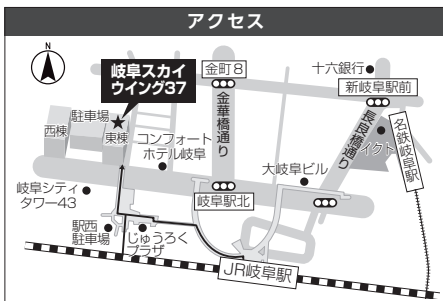 アクセス
N
岐阜スカイ
ウイング37
金町8
十六銀行
新岐阜駅前
駐車場
西棟
東棟
コンフォート
ホテル岐阜
金華橋通り
長良橋通り
イクト
名鉄岐阜駅
大岐阜ビル
岐阜シティ
タワー43
岐阜駅北
駅西
駐車場
じゅうろく
プラザ
JR岐阜駅